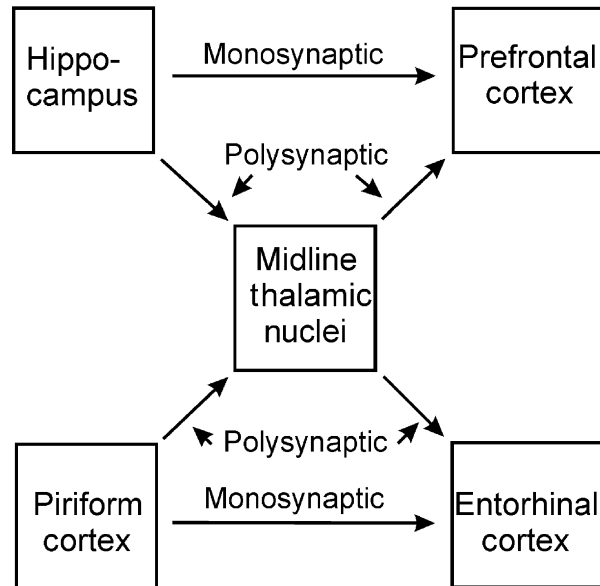 Hippo-
campus
Monosynaptic
Prefrontal
cortex
Polysynaptic
Midline
thalamic
nuclei
Polysynaptic
Piriform
cortex
Monosynaptic
Entorhinal
cortex